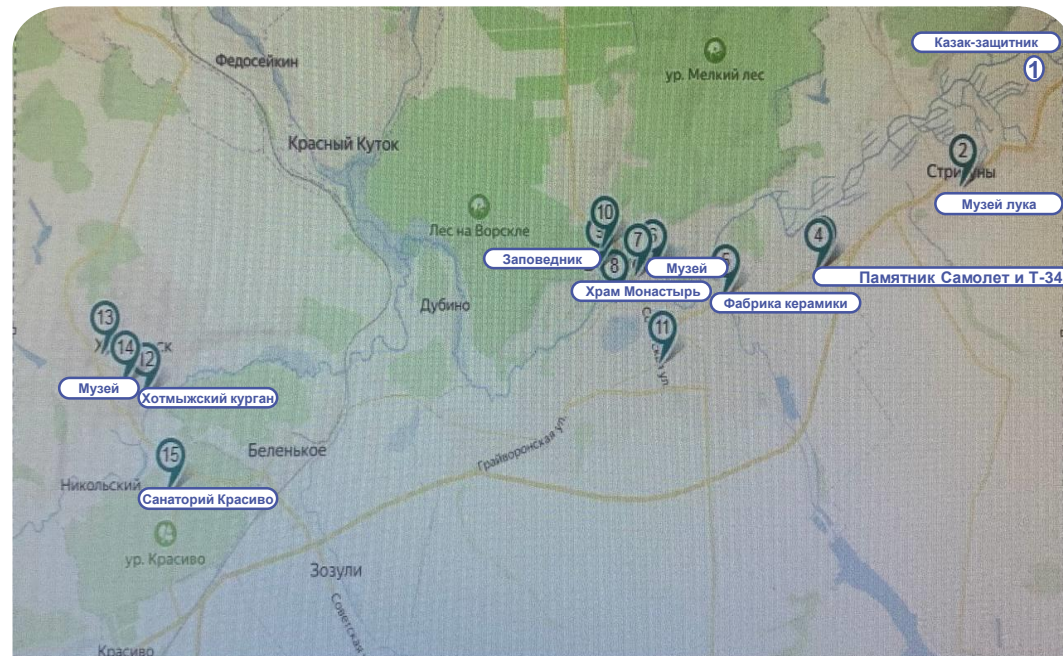 Казак-защитник
1
Федосейкин
ур. Мелкий лес
Красный Куток
2
Музей лука
10
Лес на Ворскле
4
7
6
Заповедник
8
Музей
5
Памятник Самолет и Т-34
Храм Монастырь
Фабрика керамики
Дубино
13
11
14
12
Музей
Хотмыжский курган
Беленькое
Грайворонская ул.
15
Никольский
Санаторий Красиво
ур. Красиво
Зозули
Советская
Красиво